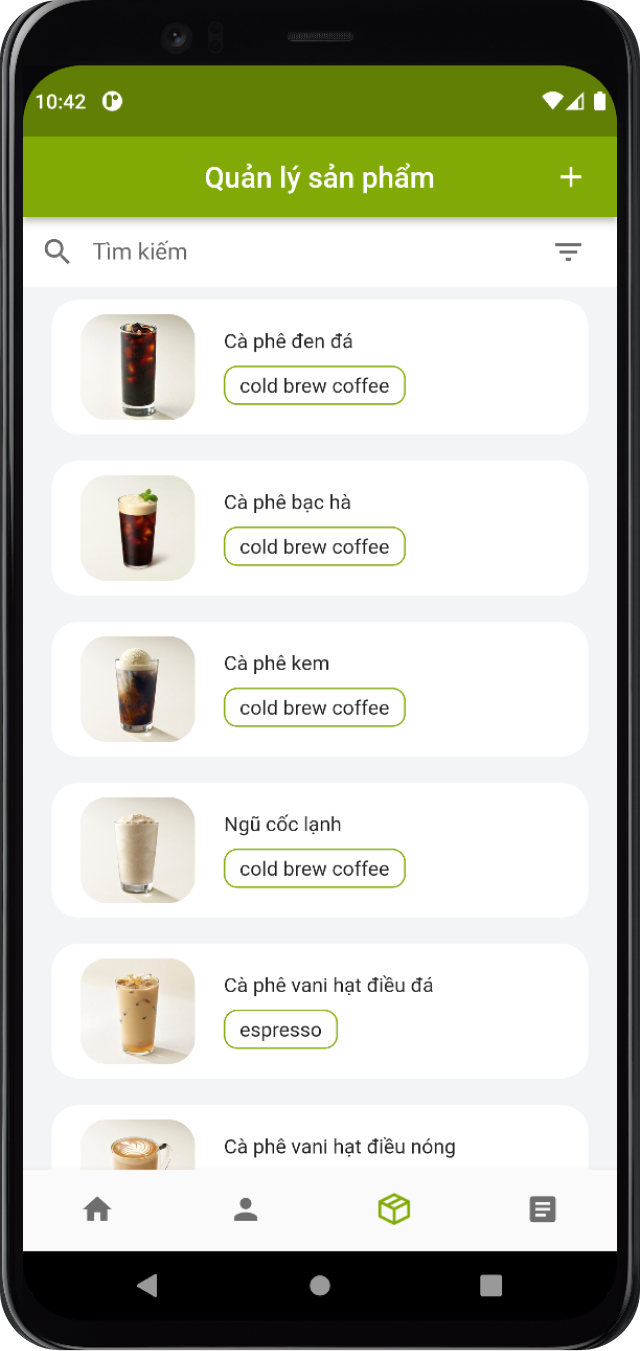 10:42
Quản lý sản phẩm
Tìm kiếm
Cà phê đen đá
cold brew coffee
Cà phê bạc hà
cold brew coffee
Cà phê kem
cold brew coffee
Ngũ cốc lạnh
cold brew coffee
Cà phê vani hạt điều đá
espresso
Cà phê vani hạt điều nóng